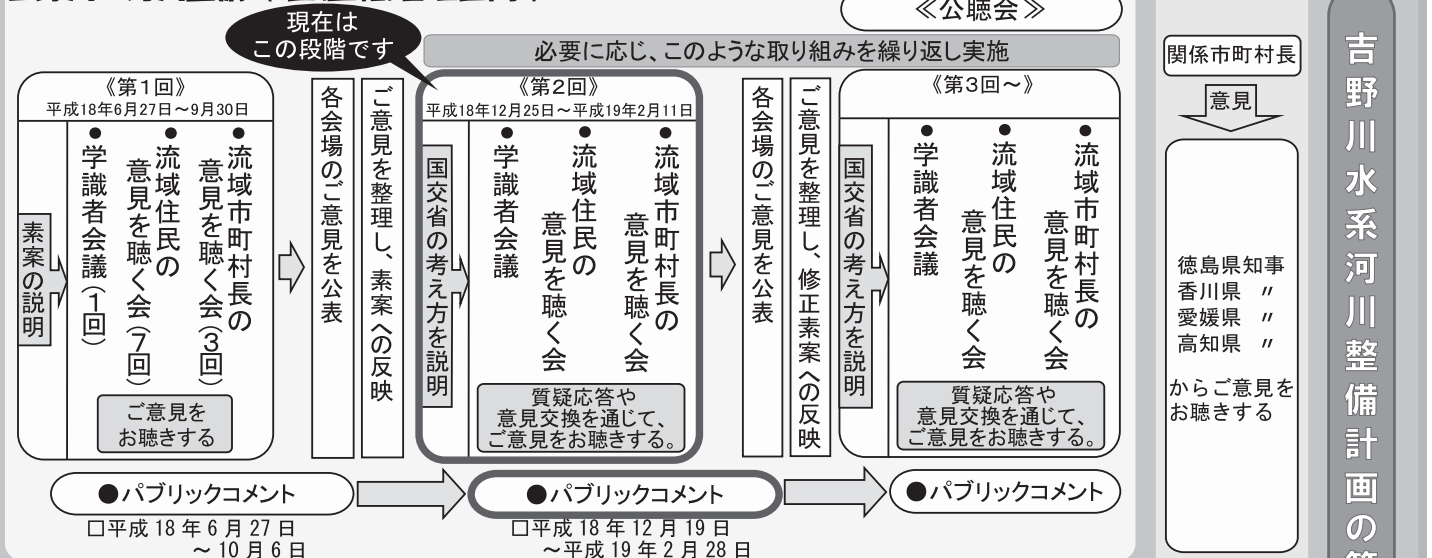 ≪公聴会≫
現在は
この段階です
必要に応じ、このような取り組みを繰り返し実施
《第1回》
平成18年6月27日～9月30日
素案の説明
●学識者会議（1回）
●流域住民の
意見を聴く会（7回）
●流域市町村長の
意見を聴く会（3回）
ご意見を
お聴きする
各会場のご意見を公表
ご意見を整理し、素案への反映
《第2回》
平成18年12月25日～平成19年2月11日
国交省の考え方を説明
●学識者会議
●流域住民の
意見を聴く会
●流域市町村長の
意見を聴く会
質疑応答や
意見交換を通じて、
ご意見をお聴きする。
各会場のご意見を公表
ご意見を整理し、修正素案への反映
《第3回～》
国交省の考え方を説明
●学識者会議
●流域住民の
意見を聴く会
●流域市町村長の
意見を聴く会
質疑応答や
意見交換を通じて、
ご意見をお聴きする。
●パブリックコメント
□平成18年6月27日
～10月6日
●パブリックコメント
□平成18年12月19日
～平成19年2月28日
●パブリックコメント
関係市町村長
意見
徳島県知事
香川県 〃
愛媛県 〃
高知県 〃
からご意見を
お聴きする
吉野川水系河川整備計画の